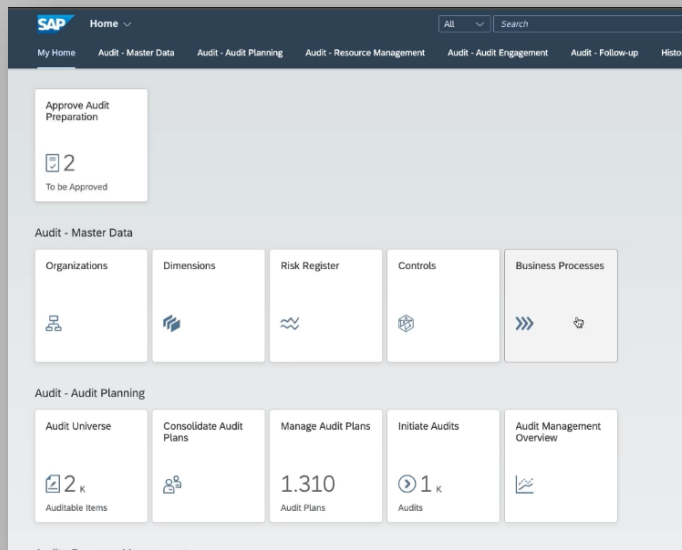 SAP Home All Search
My Home Audit - Master Data Audit - Audit Planning Audit - Resource Management Audit - Audit Engagement Audit - Follow-up
Approve Audit
Preparation
2
To be Approved
Audit - Master Data
Organizations Dimensions Risk Register Controls Business Processes
Audit - Audit Planning
Audit Universe Consolidate Audit Manage Audit Plans Initiate Audits Audit Management
Plans Overview
2 K 1.310 1 K
Auditable Items Audit Plans Audits